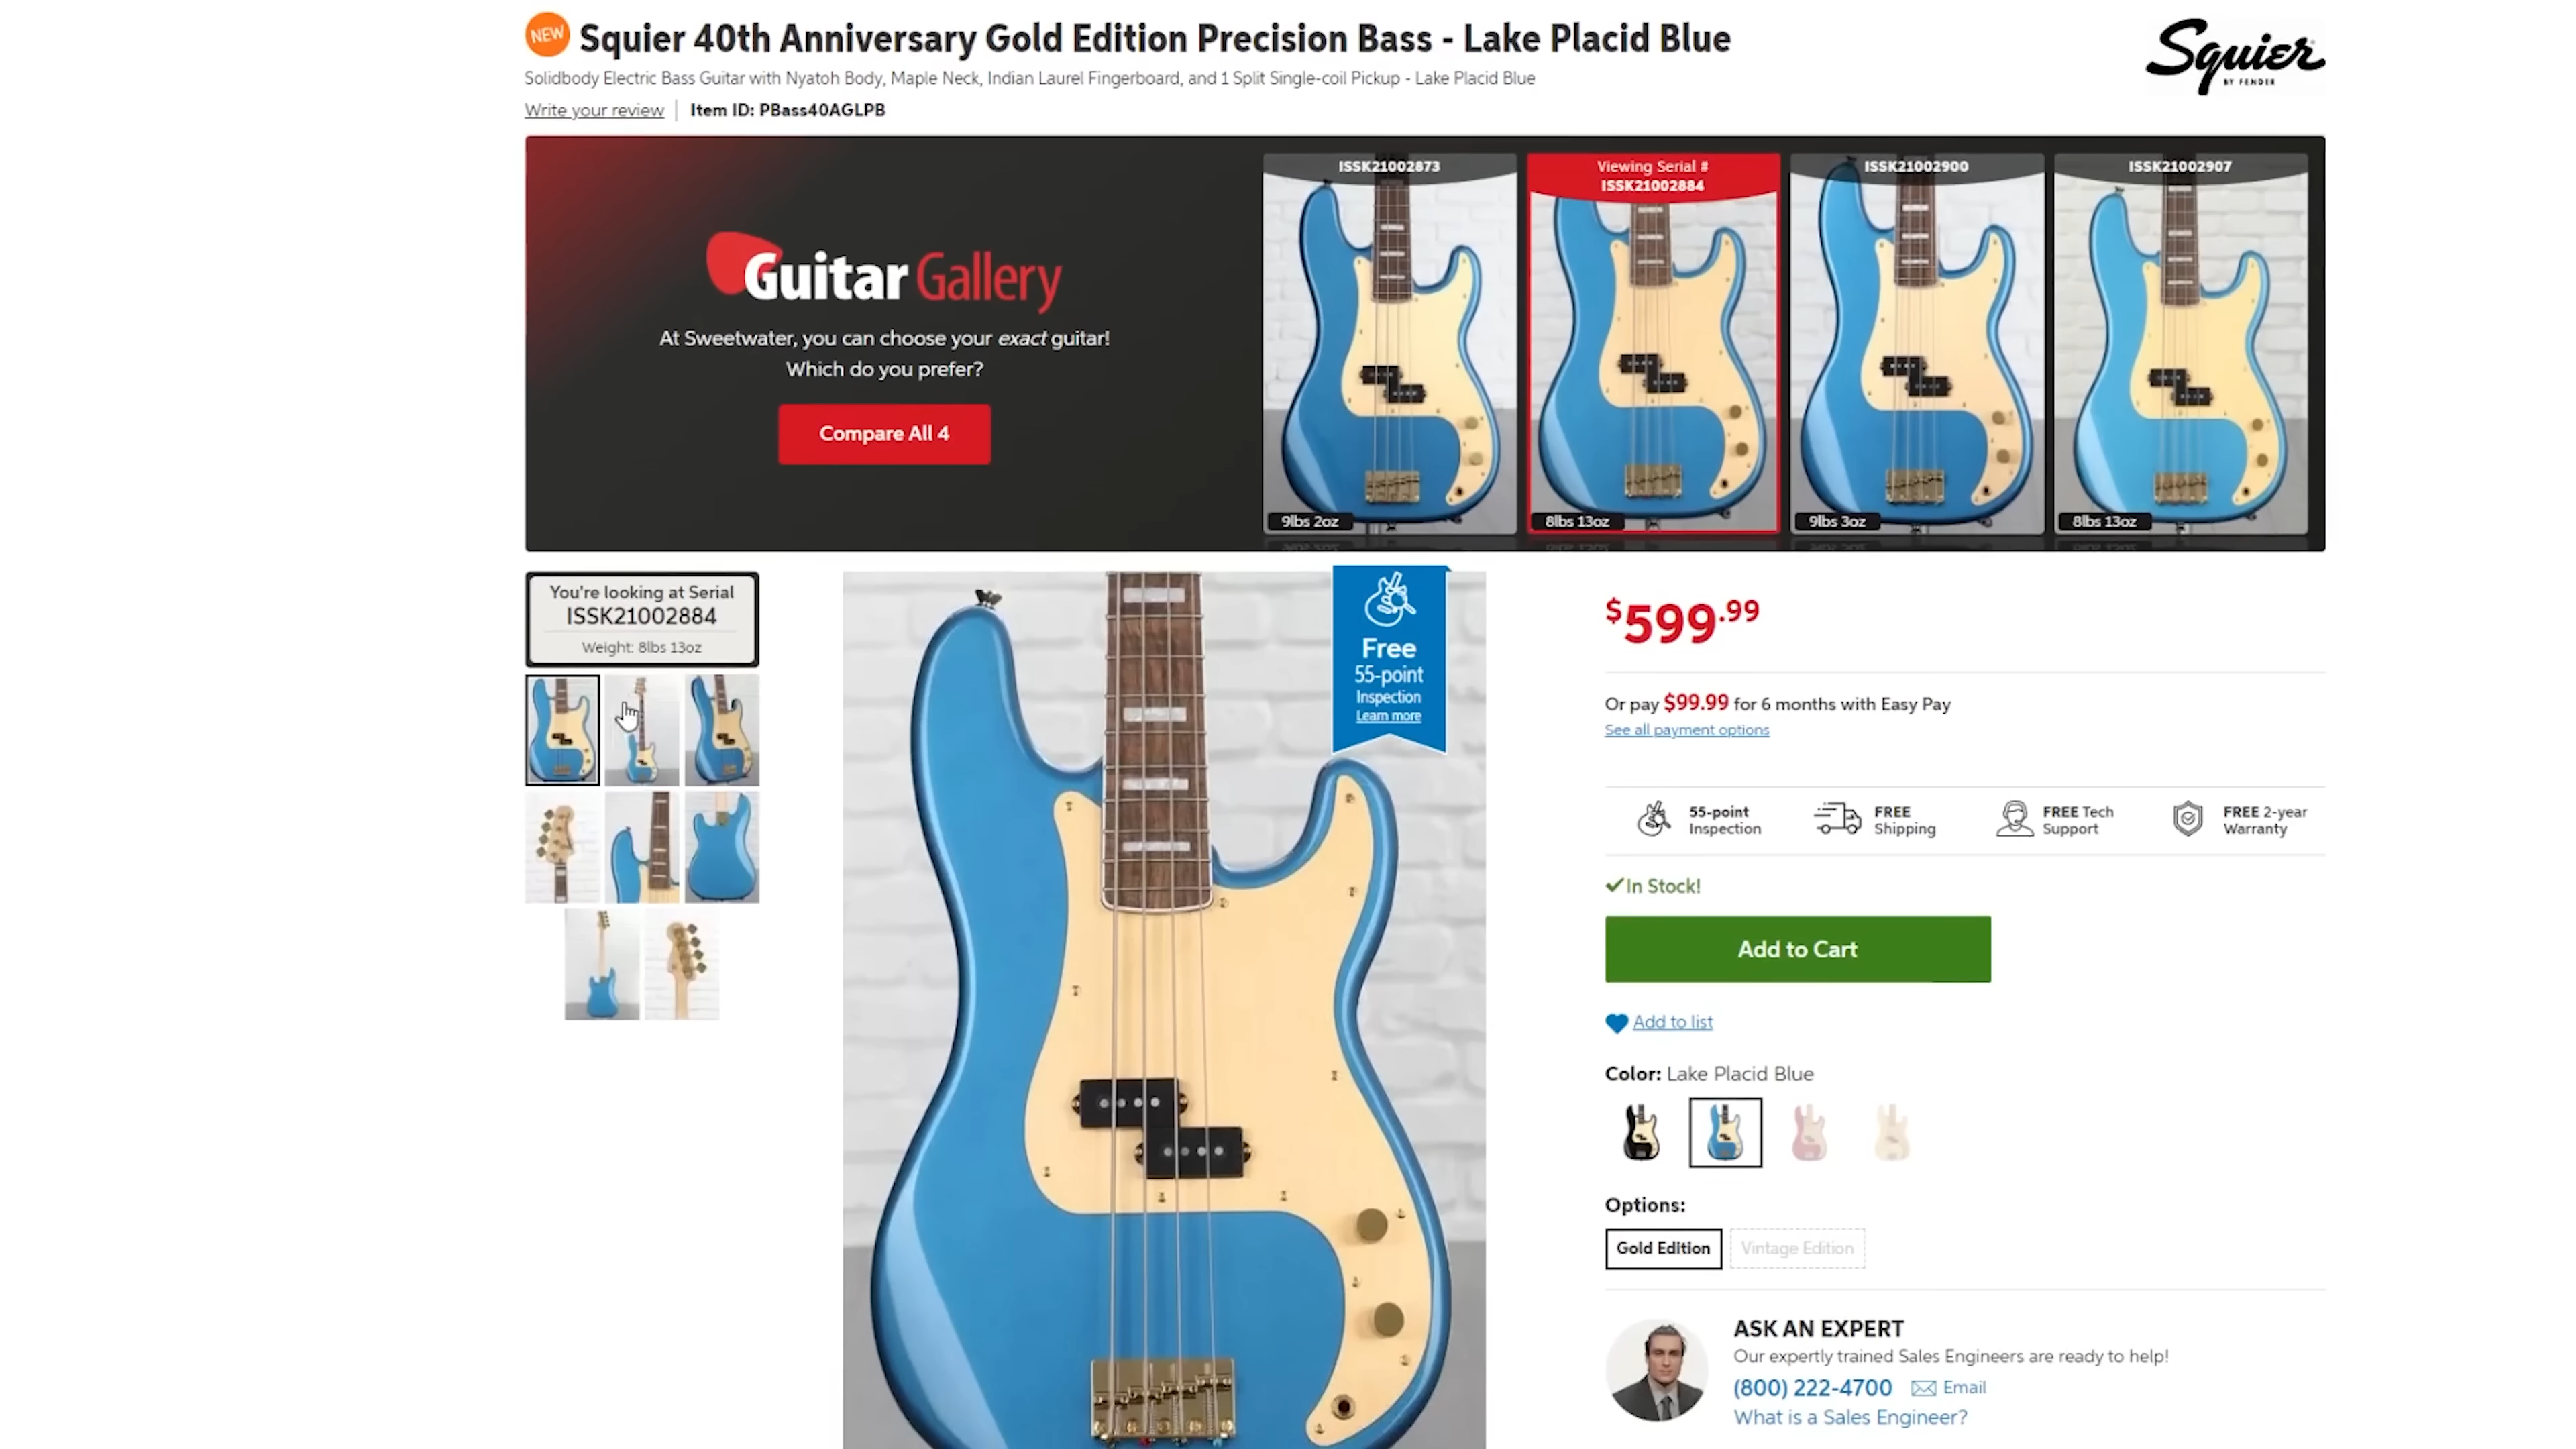 NEW Squier 40th Anniversary Gold Edition Precision Bass - Lake Placid Blue
Squier
BY FENDER
Solidbody Electric Bass Guitar with Nyatoh Body, Maple Neck, Indian Laurel Fingerboard, and 1 Split Single-coil Pickup - Lake Placid Blue
Write your review | Item ID: PBass40AGLPB
Guitar Gallery
At Sweetwater, you can choose your exact guitar!
Which do you prefer?
Compare All 4
ISSK21002873
9lbs 2oz
Viewing Serial #
ISSK21002884
8lbs 13oz
ISSK21002900
9lbs 3oz
ISSK21002907
8lbs 13oz
You're looking at Serial
ISSK21002884
Weight: 8lbs 13oz
Free
55-point
Inspection
Learn more
$599.99
Or pay $99.99 for 6 months with Easy Pay
See all payment options
55-point
Inspection
FREE
Shipping
FREE Tech
Support
FREE 2-year
Warranty
In Stock!
Add to Cart
Add to list
Color: Lake Placid Blue
Options:
Gold Edition
Vintage Edition
ASK AN EXPERT
Our expertly trained Sales Engineers are ready to help!
(800) 222-4700 Email
What is a Sales Engineer?